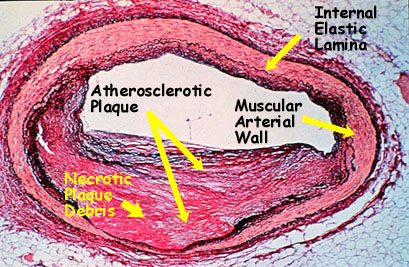 Internal
Elastic
Lamina
Atherosclerotic
Plaque
Muscular
Arterial
Wall
Necrotic
Plaque
Debris